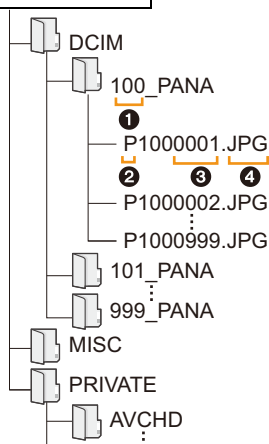 DCIM
100_PANA
❶
P1000001.JPG
❷ ❸ ❹
P1000002.JPG
P1000999.JPG
101_PANA
999_PANA
MISC
PRIVATE
AVCHD